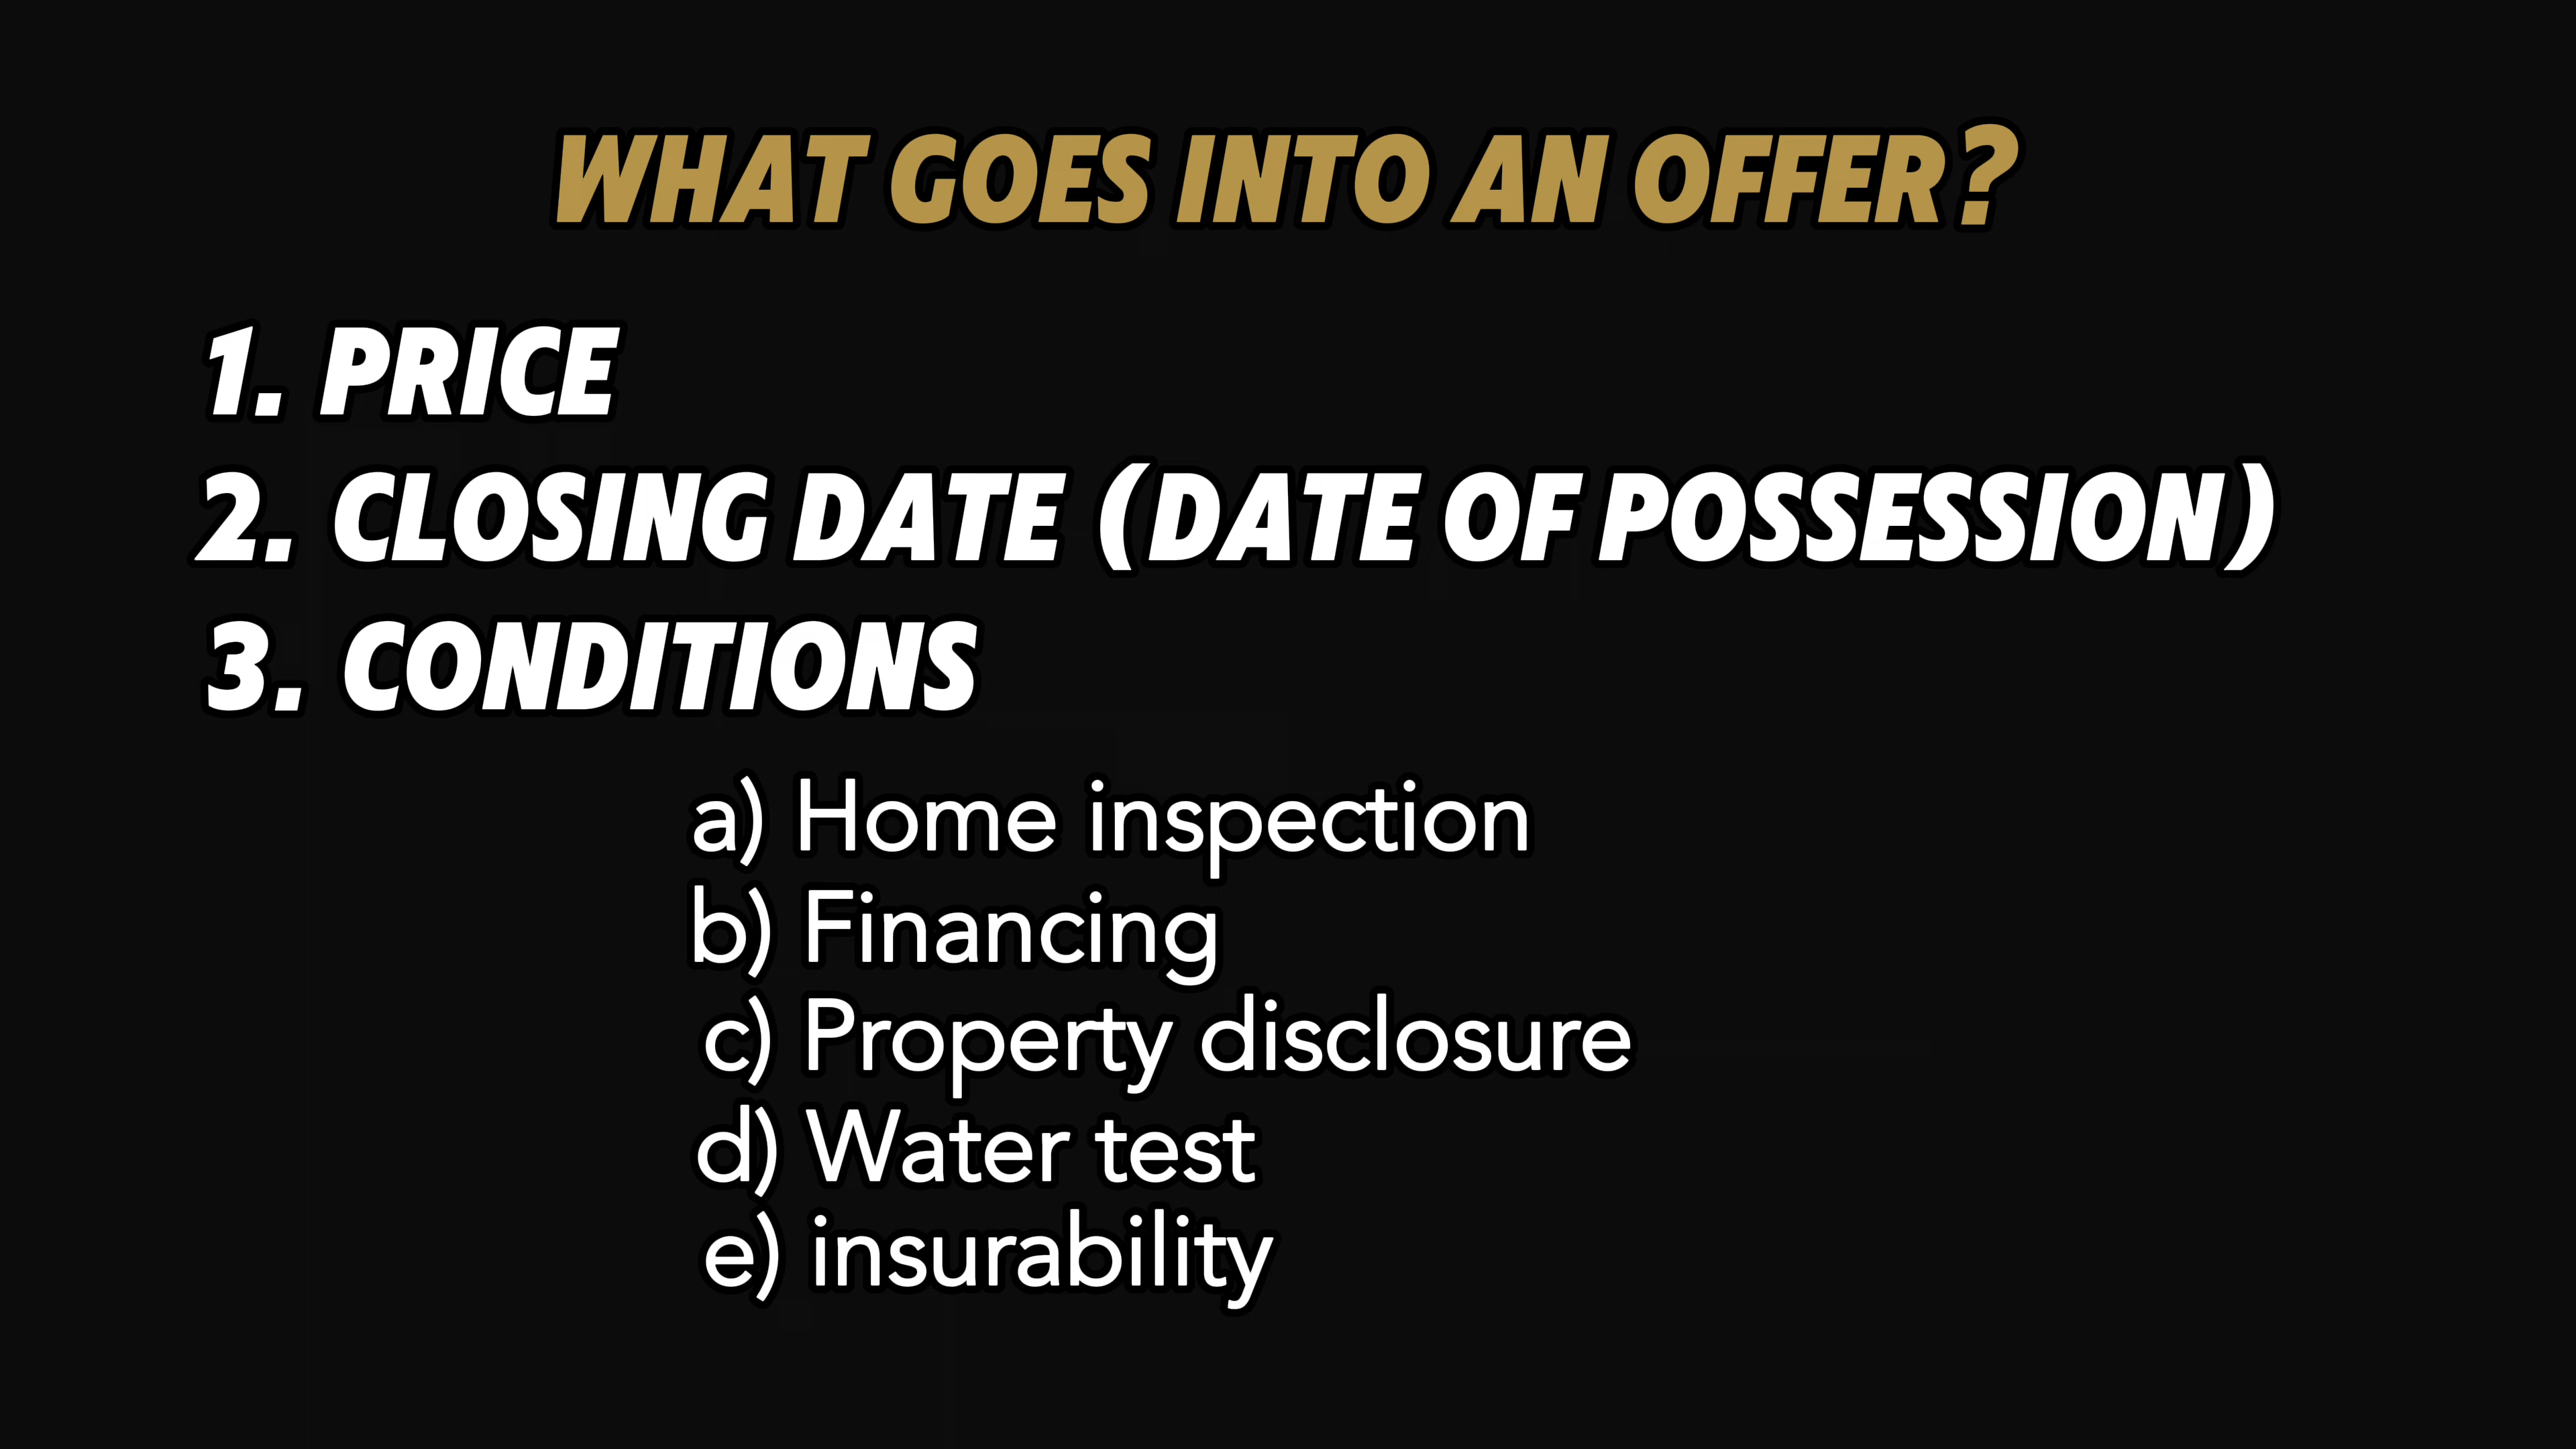 WHAT GOES INTO AN OFFER?
1. PRICE
2. CLOSING DATE (DATE OF POSSESSION)
3. CONDITIONS
a) Home inspection
b) Financing
c) Property disclosure
d) Water test
e) insurability